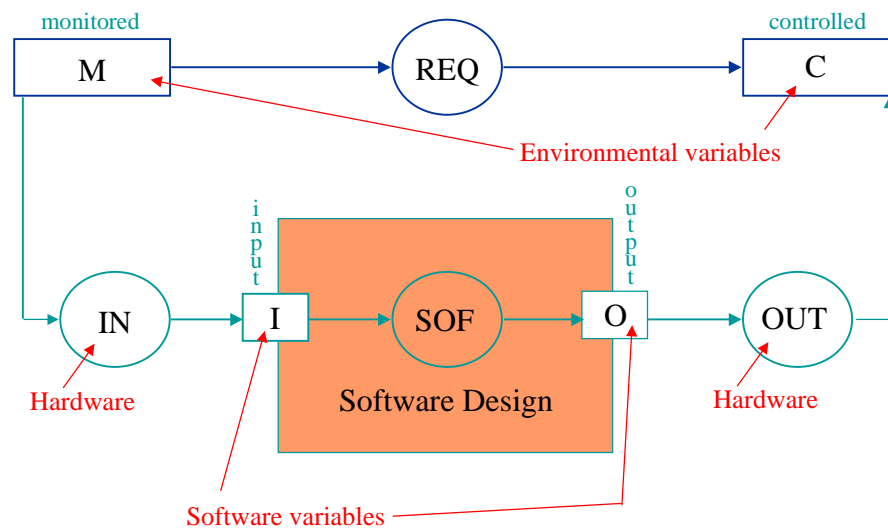 monitored
controlled
M
REQ
C
Environmental variables
input
output
IN
I
SOF
O
OUT
Hardware
Software Design
Hardware
Software variables